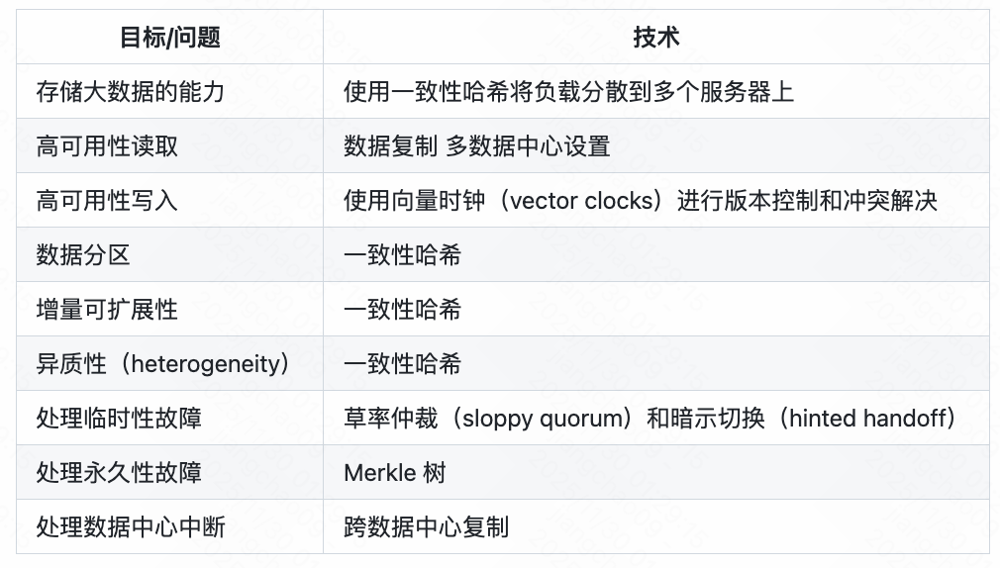 目标/问题 技术
存储大数据的能力 使用一致性哈希将负载分散到多个服务器上
高可用性读取 数据复制 多数据中心设置
高可用性写入 使用向量时钟（vector clocks）进行版本控制和冲突解决
数据分区 一致性哈希
增量可扩展性 一致性哈希
异质性（heterogeneity） 一致性哈希
处理临时性故障 草率仲裁（sloppy quorum）和暗示切换（hinted handoff）
处理永久性故障 Merkle 树
处理数据中心中断 跨数据中心复制